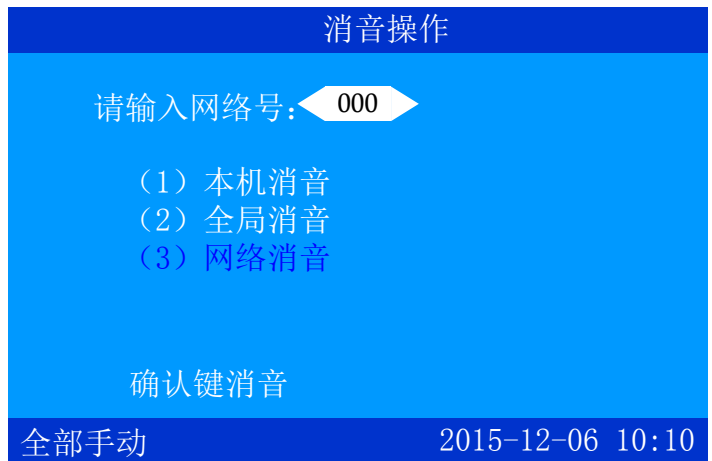 消音操作
请输入网络号：000
（1）本机消音
（2）全局消音
（3）网络消音
确认键消音
全部手动 2015-12-06 10:10